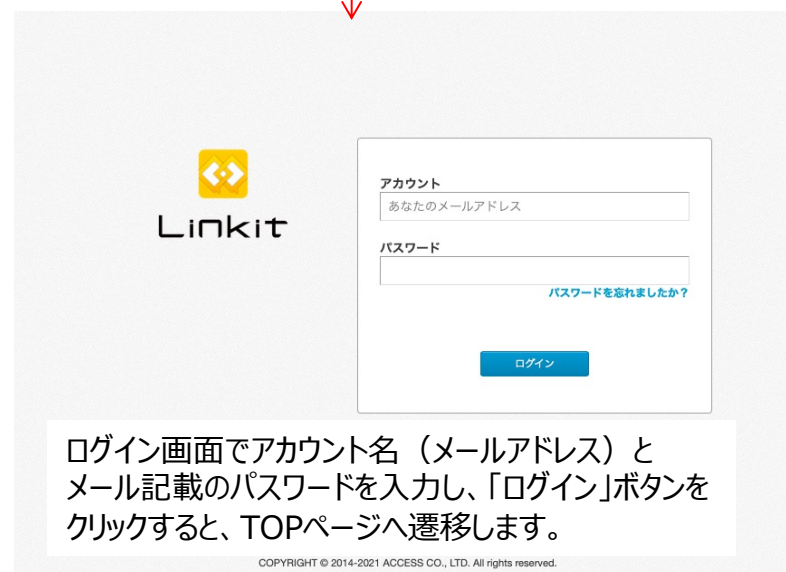 Linkit
アカウント
あなたのメールアドレス
パスワード
パスワードを忘れましたか？
ログイン
ログイン画面でアカウント名（メールアドレス）と
メール記載のパスワードを入力し、「ログイン」ボタンを
クリックすると、TOPページへ遷移します。
COPYRIGHT © 2014-2021 ACCESS CO., LTD. All rights reserved.